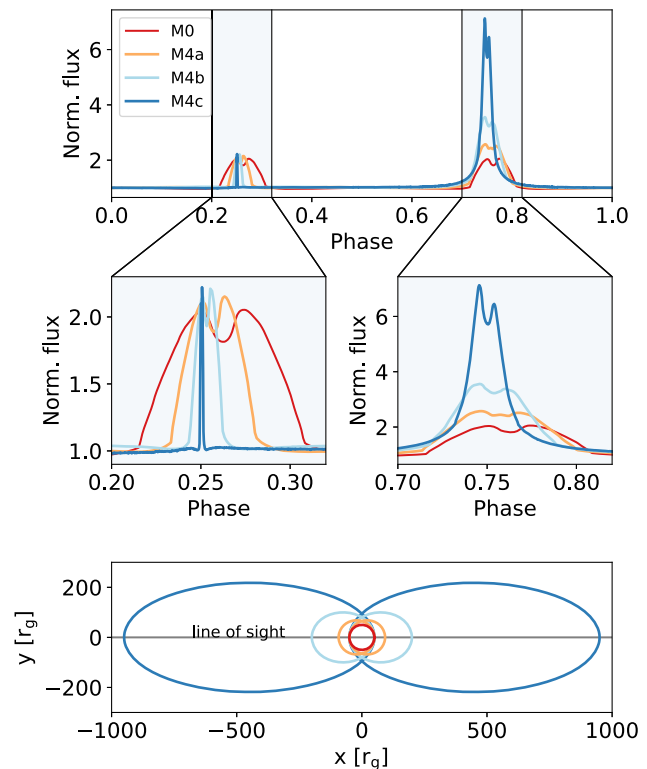 M0
M4a
M4b
M4c
Norm. flux
6
4
2
0.0 0.2 0.4 0.6 0.8 1.0
Phase
Norm. flux
2.0
1.5
1.0
0.20 0.25 0.30
Phase
Norm. flux
6
4
2
0.70 0.75 0.80
Phase
y [r_g]
200
0
−200
line of sight
−1000 −500 0 500 1000
x [r_g]